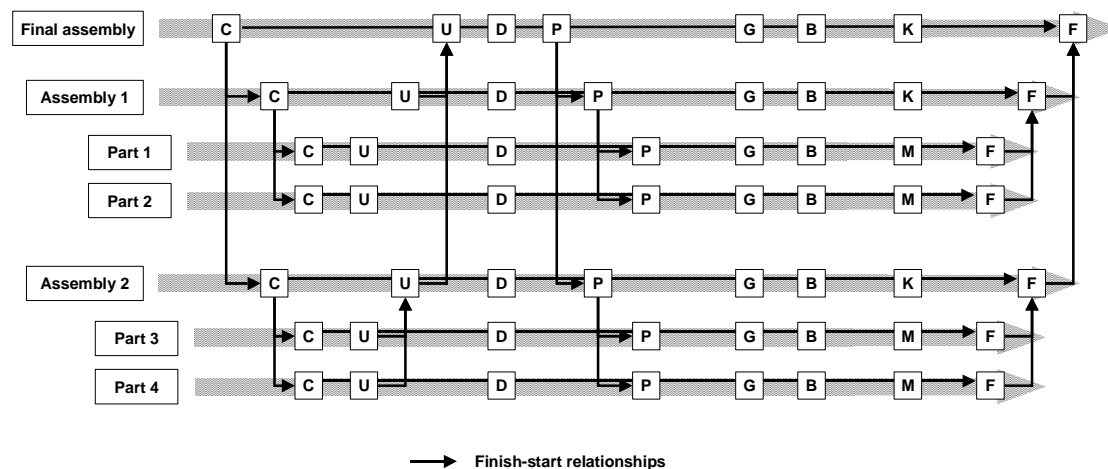 Final assembly C U D P G B K F
Assembly 1 C U D P G B K F
Part 1 C U D P G B M F
Part 2 C U D P G B M F
Assembly 2 C U D P G B K F
Part 3 C U D P G B M F
Part 4 C U D P G B M F
Finish-start relationships